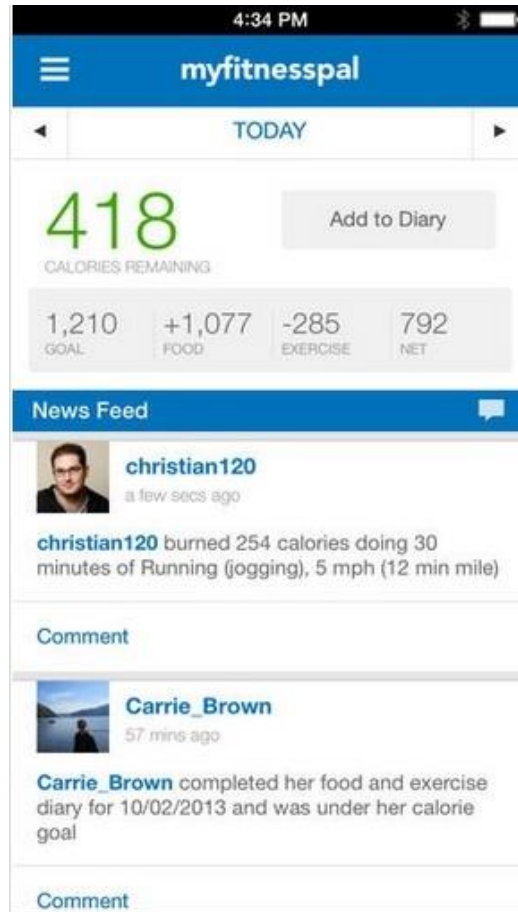 4:34 PM
myfitnesspal
TODAY
418
CALORIES REMAINING
Add to Diary
1,210 +1,077 -285 792
GOAL FOOD EXERCISE NET
News Feed
christian120
a few secs ago
christian120 burned 254 calories doing 30
minutes of Running (jogging), 5 mph (12 min mile)
Comment
Carrie_Brown
57 mins ago
Carrie_Brown completed her food and exercise
diary for 10/02/2013 and was under her calorie
goal
Comment